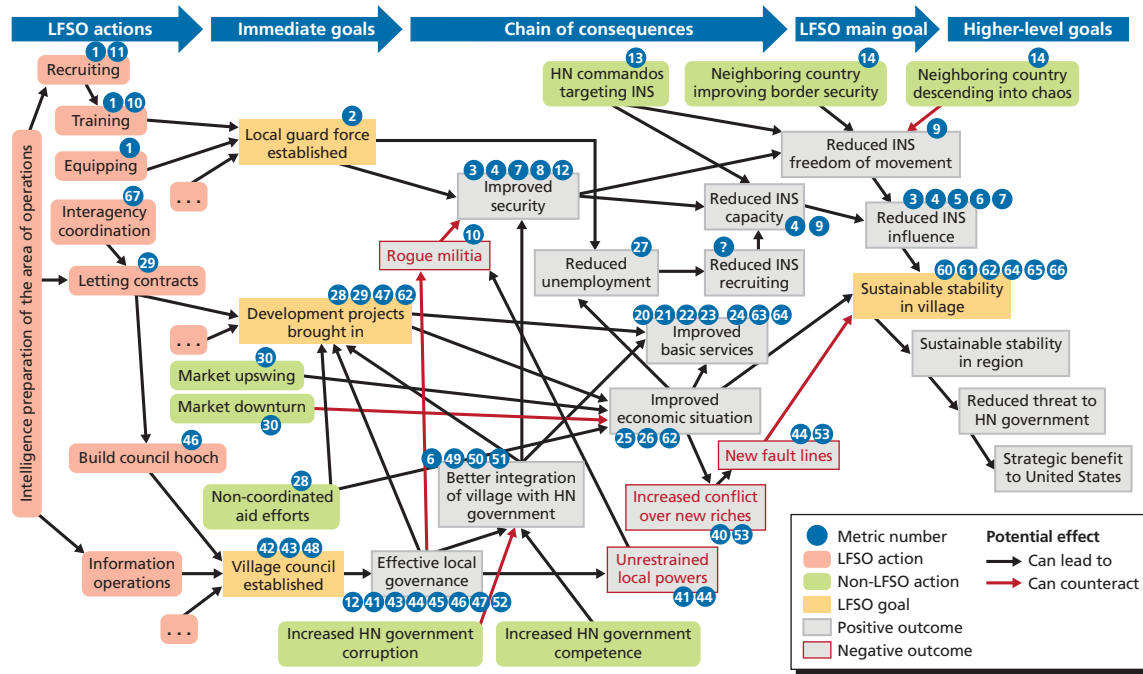 LFSO actions
Immediate goals
Chain of consequences
LFSO main goal
Higher-level goals
Intelligence preparation of the area of operations
1 11
Recruiting
1 10
Training
1
Equipping
. . .
67
Interagency
coordination
29
Letting contracts
. . .
30
Market upswing
Market downturn
30
46
Build council hooch
28
Non-coordinated
aid efforts
Information
operations
. . .
2
Local guard force
established
28 29 47 62
Development projects
brought in
42 43 48
Village council
established
Increased HN government
corruption
3 4 7 8 12
Improved
security
10
Rogue militia
6 49 50 51
Better integration
of village with HN
government
Effective local
governance
12 41 43 44 45 46 47 52
Increased HN government
competence
13
HN commandos
targeting INS
27
Reduced
unemployment
?
Reduced INS
recruiting
Reduced INS
capacity
4 9
20 21 22 23 24 63 64
Improved
basic services
Improved
economic situation
25 26 62
44 53
New fault lines
Increased conflict
over new riches
40 53
Unrestrained
local powers
41 44
14
Neighboring country
improving border security
14
Neighboring country
descending into chaos
9
Reduced INS
freedom of movement
3 4 5 6 7
Reduced INS
influence
60 61 62 64 65 66
Sustainable stability
in village
Sustainable stability
in region
Reduced threat to
HN government
Strategic benefit
to United States
Metric number
LFSO action
Non-LFSO action
LFSO goal
Positive outcome
Negative outcome
Potential effect
Can lead to
Can counteract